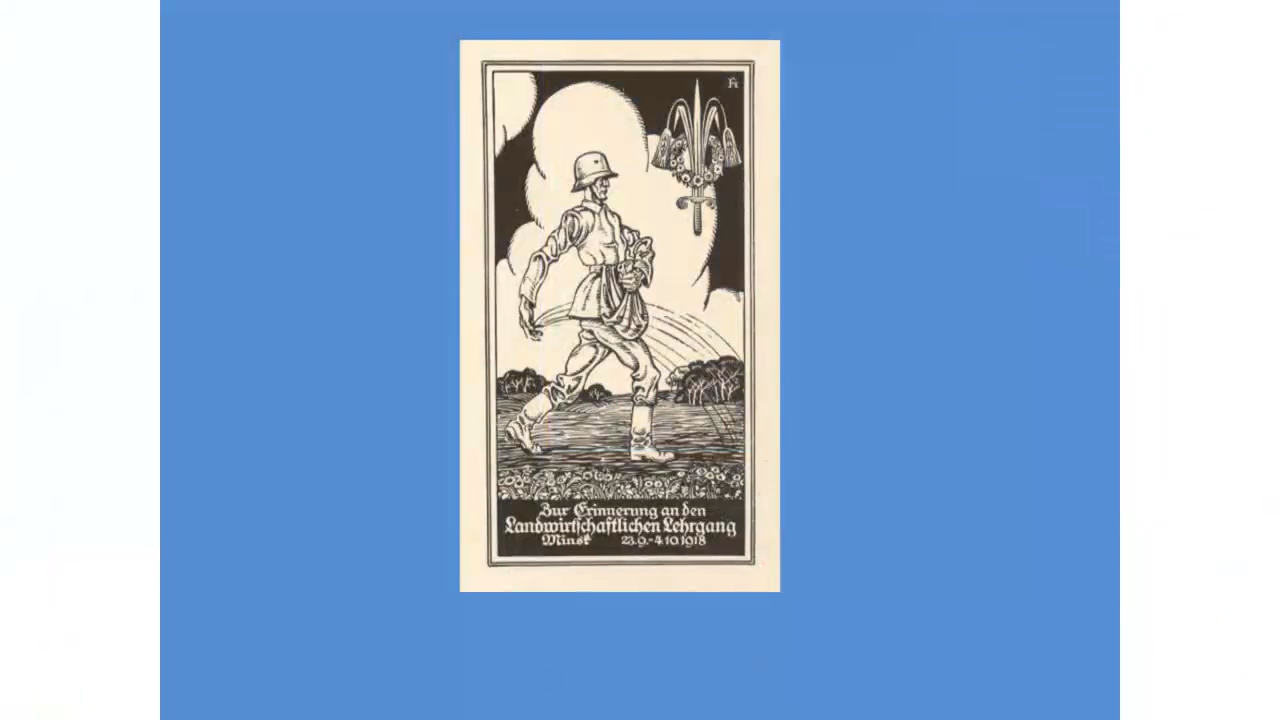 Zur Erinnerung an den
Landwirtschaftlichen Lehrgang
Minsk 23.9.-4.10.1918